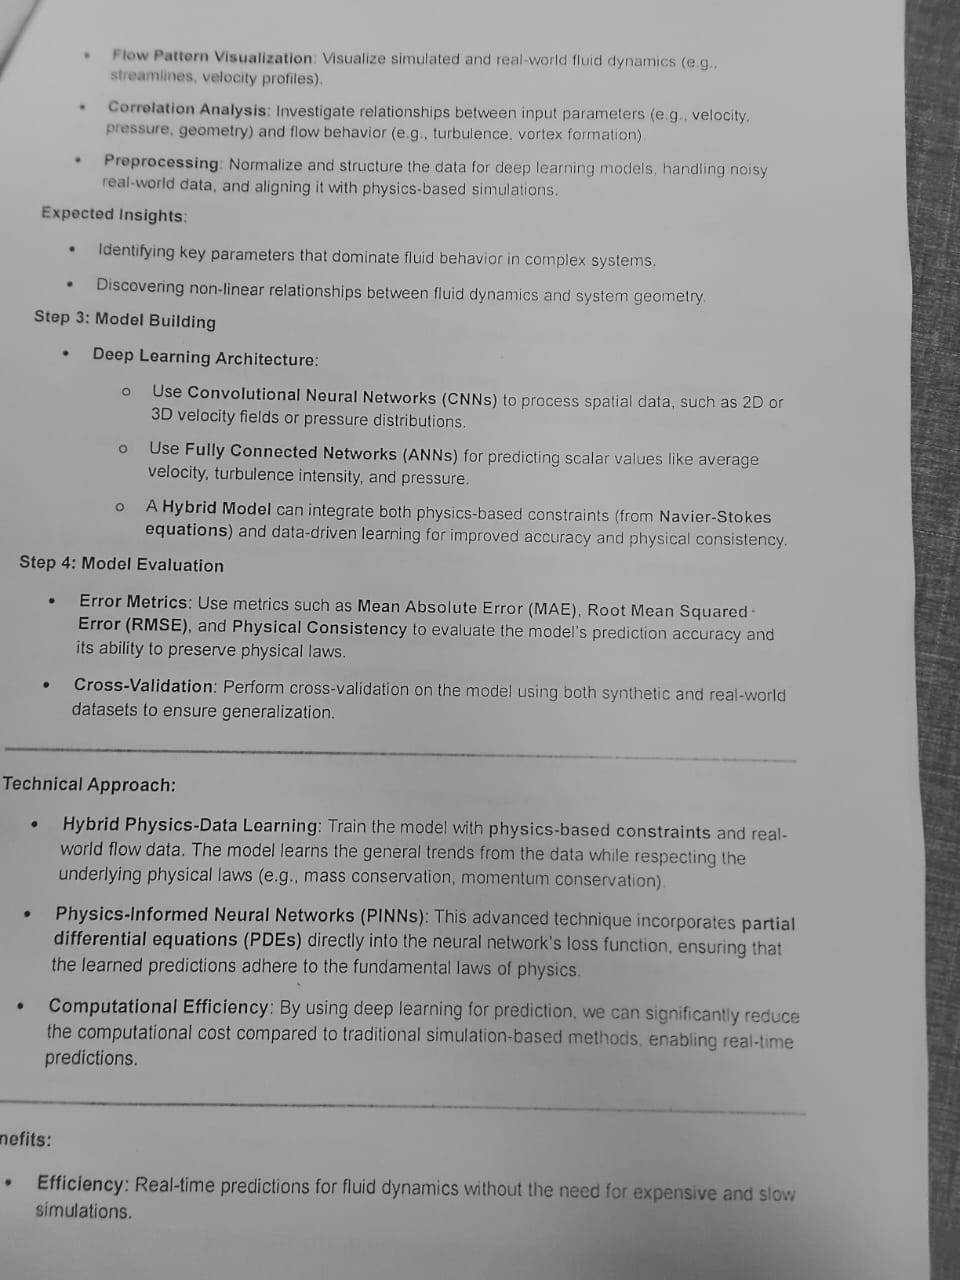 • Flow Pattern Visualization: Visualize simulated and real-world fluid dynamics (e.g.,
streamlines, velocity profiles).
• Correlation Analysis: Investigate relationships between input parameters (e.g., velocity,
pressure, geometry) and flow behavior (e.g., turbulence, vortex formation)
• Preprocessing: Normalize and structure the data for deep learning models, handling noisy
real-world data, and aligning it with physics-based simulations.
Expected Insights:
• Identifying key parameters that dominate fluid behavior in complex systems.
• Discovering non-linear relationships between fluid dynamics and system geometry.
Step 3: Model Building
• Deep Learning Architecture:
o Use Convolutional Neural Networks (CNNs) to process spatial data, such as 2D or
3D velocity fields or pressure distributions.
o Use Fully Connected Networks (ANNs) for predicting scalar values like average
velocity, turbulence intensity, and pressure.
o A Hybrid Model can integrate both physics-based constraints (from Navier-Stokes
equations) and data-driven learning for improved accuracy and physical consistency.
Step 4: Model Evaluation
• Error Metrics: Use metrics such as Mean Absolute Error (MAE), Root Mean Squared
Error (RMSE), and Physical Consistency to evaluate the model's prediction accuracy and
its ability to preserve physical laws.
• Cross-Validation: Perform cross-validation on the model using both synthetic and real-world
datasets to ensure generalization.
Technical Approach:
• Hybrid Physics-Data Learning: Train the model with physics-based constraints and real-
world flow data. The model learns the general trends from the data while respecting the
underlying physical laws (e.g., mass conservation, momentum conservation).
• Physics-Informed Neural Networks (PINNs): This advanced technique incorporates partial
differential equations (PDEs) directly into the neural network's loss function, ensuring that
the learned predictions adhere to the fundamental laws of physics.
• Computational Efficiency: By using deep learning for prediction, we can significantly reduce
the computational cost compared to traditional simulation-based methods, enabling real-time
predictions.
nefits:
• Efficiency: Real-time predictions for fluid dynamics without the need for expensive and slow
simulations.